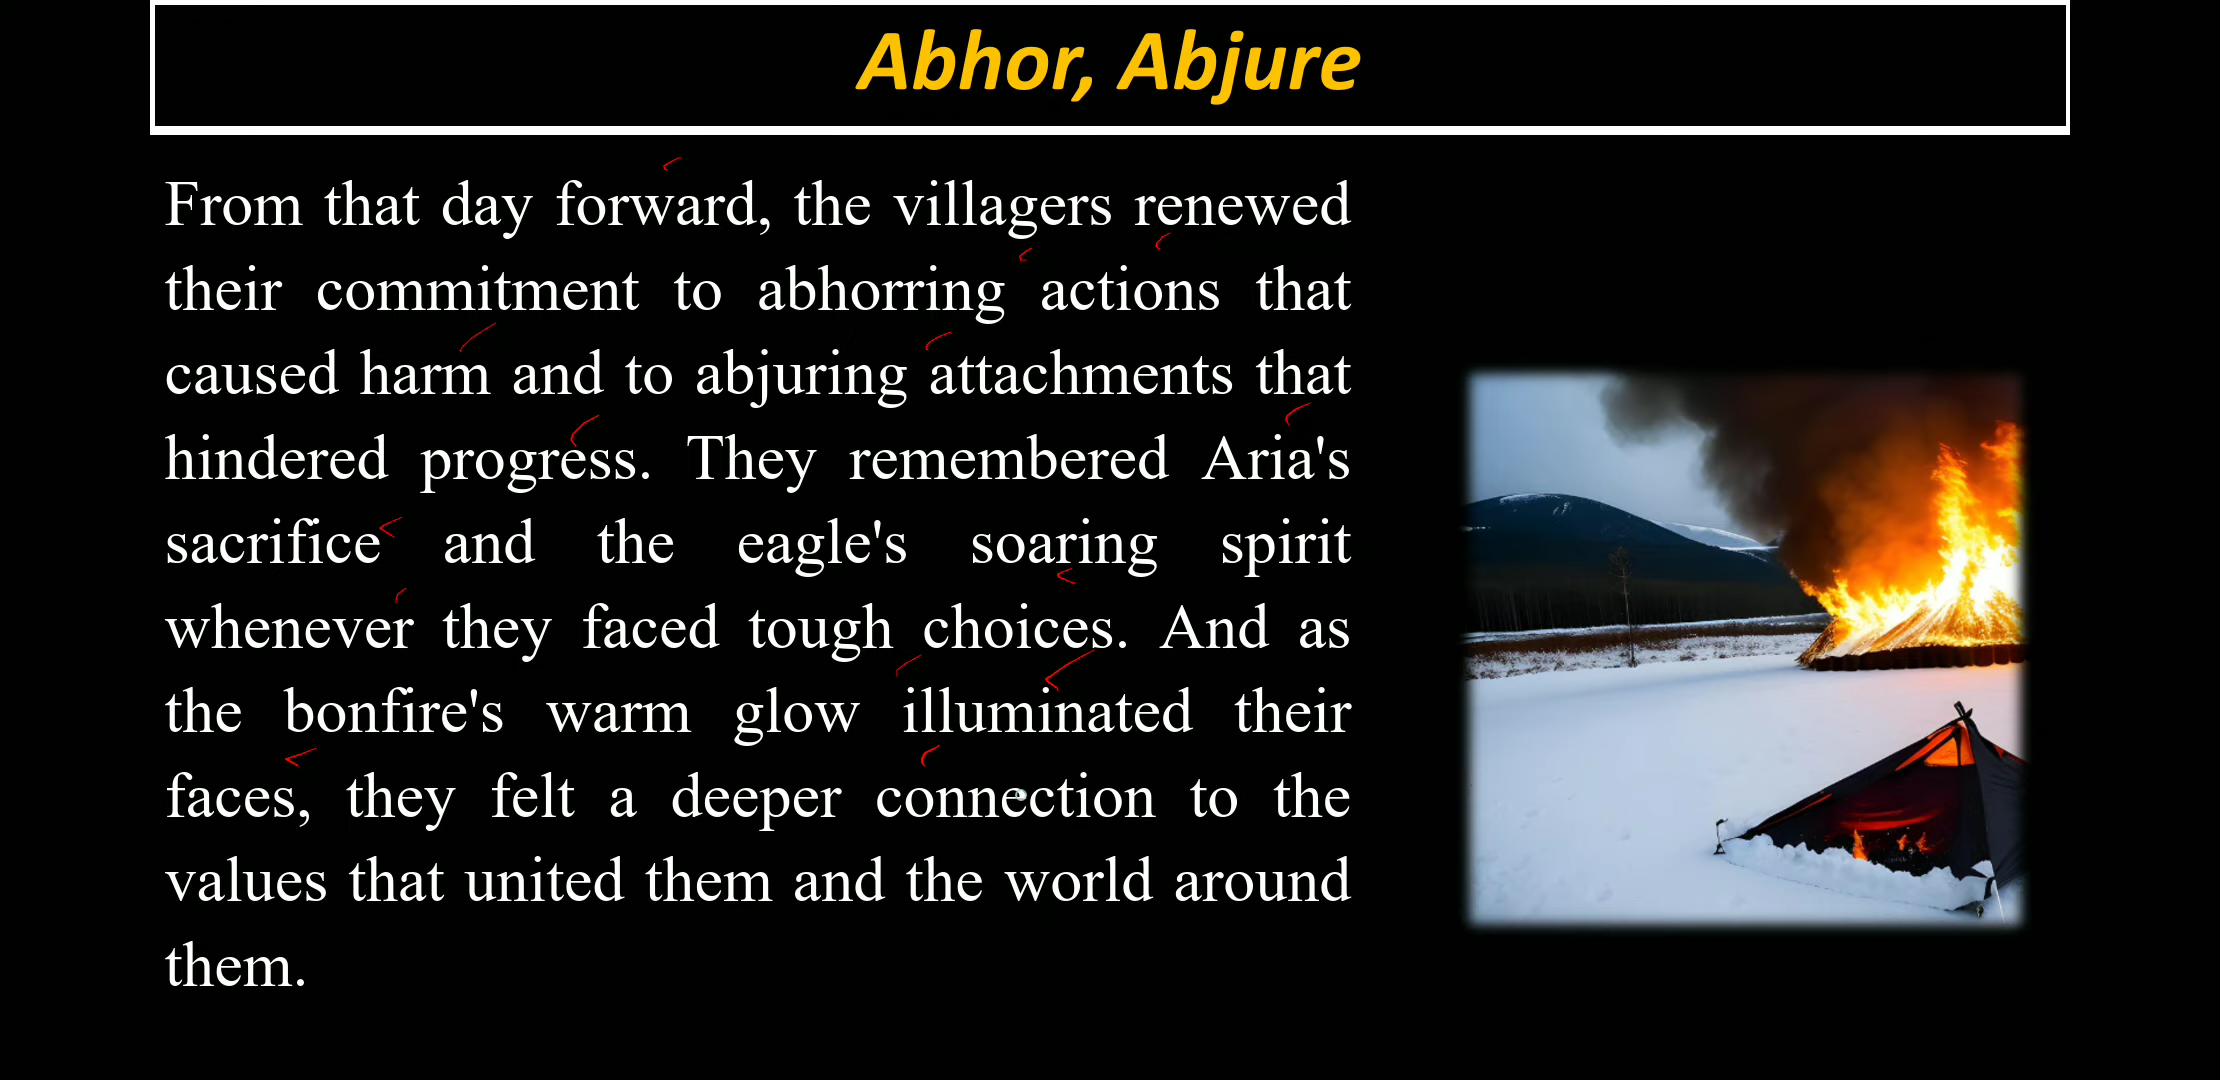 Abhor, Abjure
From that day forward, the villagers renewed
their commitment to abhorring actions that
caused harm and to abjuring attachments that
hindered progress. They remembered Aria's
sacrifice and the eagle's soaring spirit
whenever they faced tough choices. And as
the bonfire's warm glow illuminated their
faces, they felt a deeper connection to the
values that united them and the world around
them.